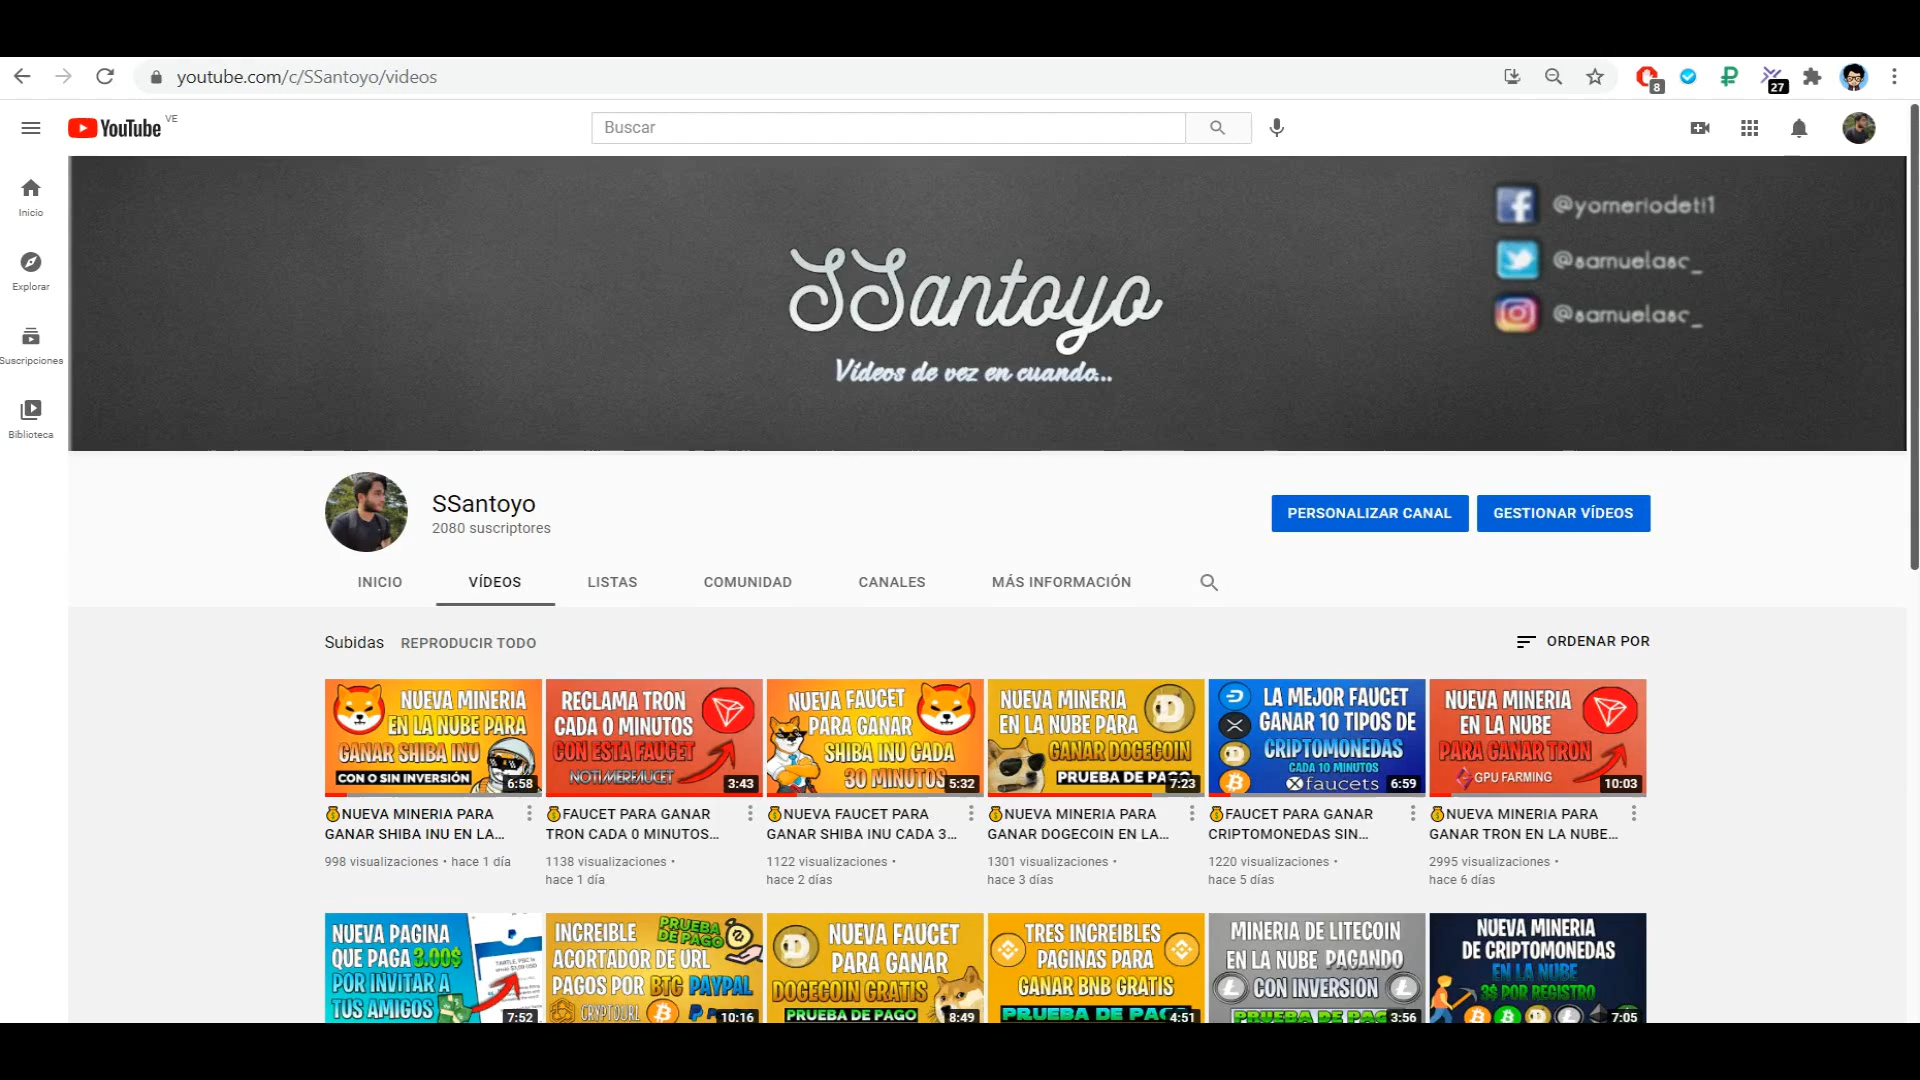 youtube.com/c/SSantoyo/videos
8
27
YouTube VE
Buscar
Inicio
Explorar
Suscripciones
Biblioteca
@yomeriodeti1
@samuelasc_
@samuelasc_
SSantoyo
Vídeos de vez en cuando...
SSantoyo
2080 suscriptores
PERSONALIZAR CANAL
GESTIONAR VÍDEOS
INICIO
VÍDEOS
LISTAS
COMUNIDAD
CANALES
MÁS INFORMACIÓN
Subidas
REPRODUCIR TODO
ORDENAR POR
NUEVA MINERIA
EN LA NUBE PARA
GANAR SHIBA INU
CON O SIN INVERSIÓN
6:58
NUEVA MINERIA PARA
GANAR SHIBA INU EN LA...
998 visualizaciones • hace 1 día
RECLAMA TRON
CADA 0 MINUTOS
CON ESTA FAUCET
3:43
FAUCET PARA GANAR
TRON CADA 0 MINUTOS...
1138 visualizaciones •
hace 1 día
NUEVA FAUCET
PARA GANAR
SHIBA INU CADA
30 MINUTOS
5:32
NUEVA FAUCET PARA
GANAR SHIBA INU CADA 3...
1122 visualizaciones •
hace 2 días
NUEVA MINERIA
EN LA NUBE PARA
GANAR DOGECOIN
PRUEBA DE PAGO
7:23
NUEVA MINERIA PARA
GANAR DOGECOIN EN LA...
1301 visualizaciones •
hace 3 días
LA MEJOR FAUCET
GANAR 10 TIPOS DE
CRIPTOMONEDAS
CADA 10 MINUTOS
faucets
6:59
FAUCET PARA GANAR
CRIPTOMONEDAS SIN...
1220 visualizaciones •
hace 5 días
NUEVA MINERIA
EN LA NUBE
PARA GANAR TRON
GPU FARMING
10:03
NUEVA MINERIA PARA
GANAR TRON EN LA NUBE...
2995 visualizaciones •
hace 6 días
NUEVA PAGINA
QUE PAGA 3.00$
POR INVITAR A
TUS AMIGOS
7:52
INCREIBLE
PRUEBA
DE PAGO
ACORTADOR DE URL
PAGOS POR BTC PAYPAL
CRYPTOURL
10:16
NUEVA FAUCET
PARA GANAR
DOGECOIN GRATIS
PRUEBA DE PAGO
8:49
TRES INCREIBLES
PAGINAS PARA
GANAR BNB GRATIS
PRUEBA DE PAGO
4:51
MINERIA DE LITECOIN
EN LA NUBE PAGANDO
CON INVERSION
PRUEBA DE PAG
3:56
NUEVA MINERIA
DE CRIPTOMONEDAS
EN LA NUBE
3$ POR REGISTRO
7:05